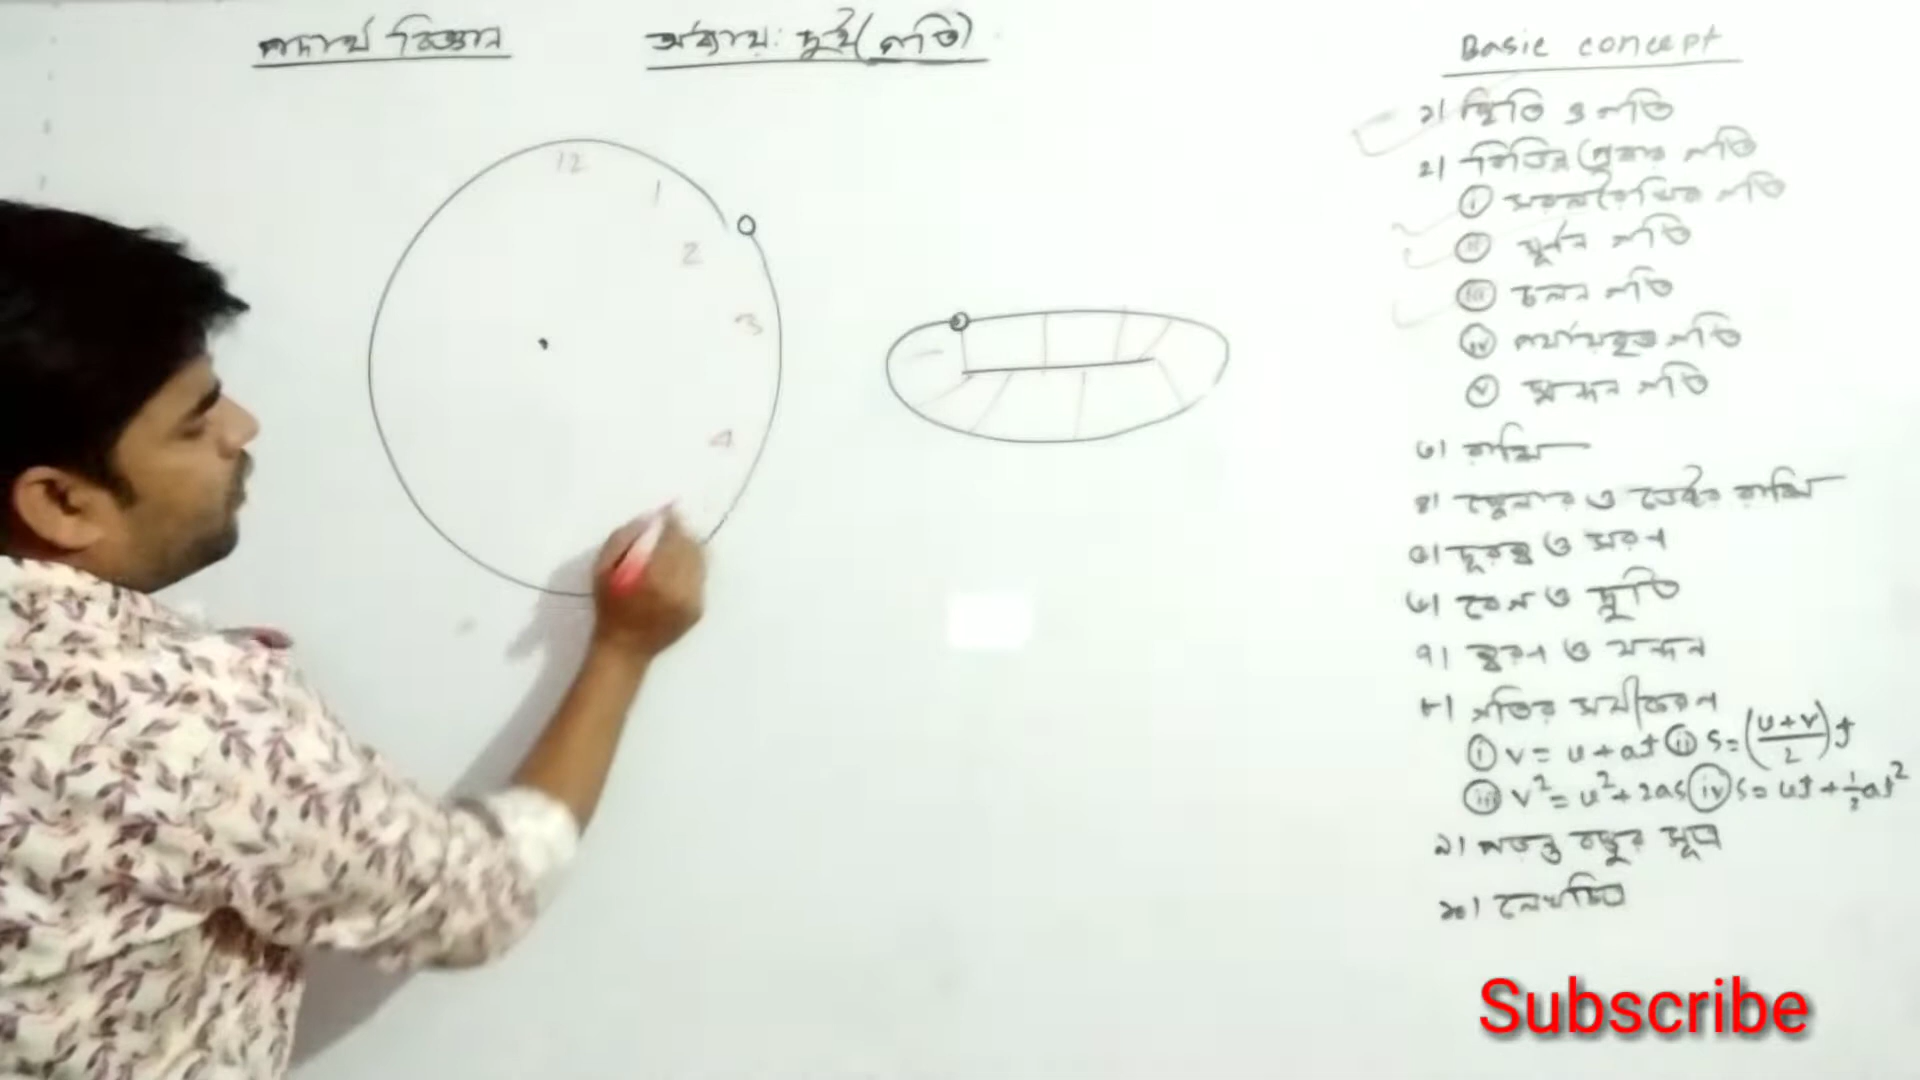 পদার্থ বিজ্ঞান
অধ্যায়: দুই (গতি)
12
1
2
3
4
Basic concept
১। স্থিতি ও গতি
২। বিভিন্ন প্রকার গতি
i সরলরৈখিক গতি
ii ঘূর্ণন গতি
iii চলন গতি
iv পর্যায়বৃত্ত গতি
v স্পন্দন গতি
৩। রাশি
৪। স্কেলার ও ভেক্টর রাশি
৫। দূরত্ব ও সরণ
৬। বেগ ও দ্রুতি
৭। ত্বরণ ও মন্দন
৮। গতির সমীকরণ
i v = u + at ii s = (u+v/2)t
iii v² = u² + 2as iv s = ut + ½at²
৯। পড়ন্ত বস্তুর সূত্র
১০। লেখচিত্র
Subscribe